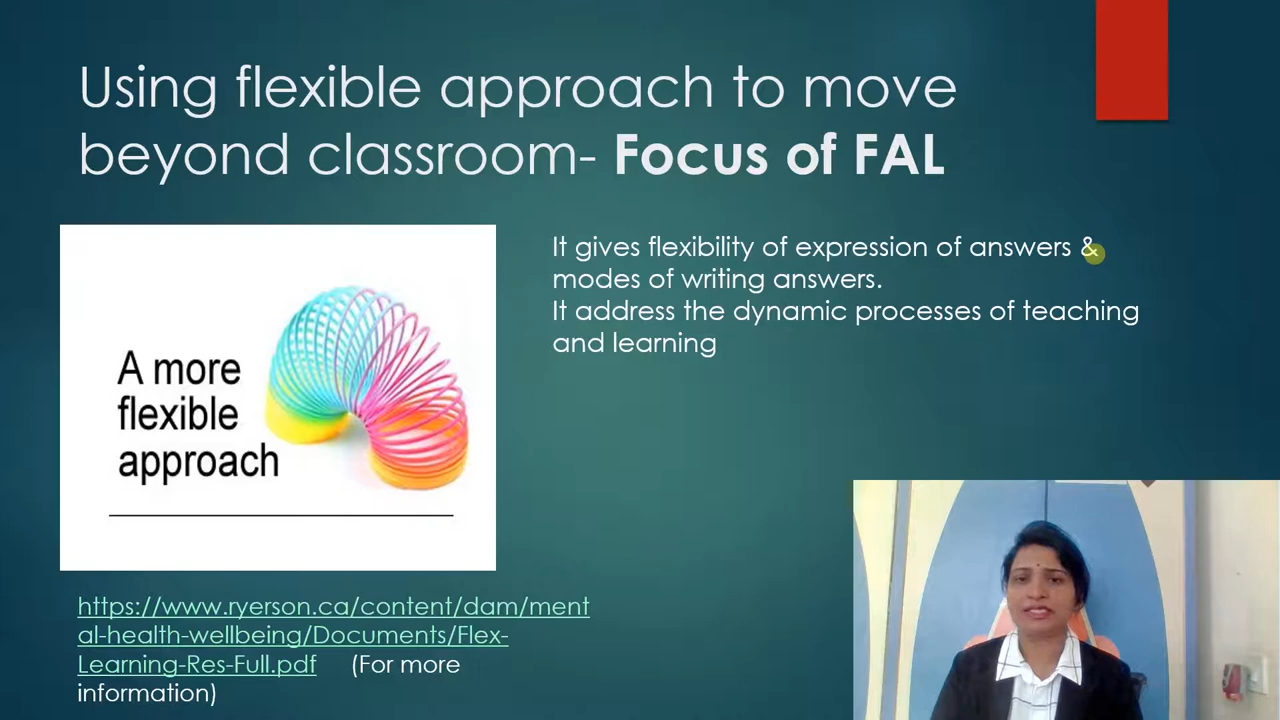 Using flexible approach to move
beyond classroom- Focus of FAL
A more
flexible
approach
It gives flexibility of expression of answers &
modes of writing answers.
It address the dynamic processes of teaching
and learning
https://www.ryerson.ca/content/dam/ment
al-health-wellbeing/Documents/Flex-
Learning-Res-Full.pdf (For more
information)